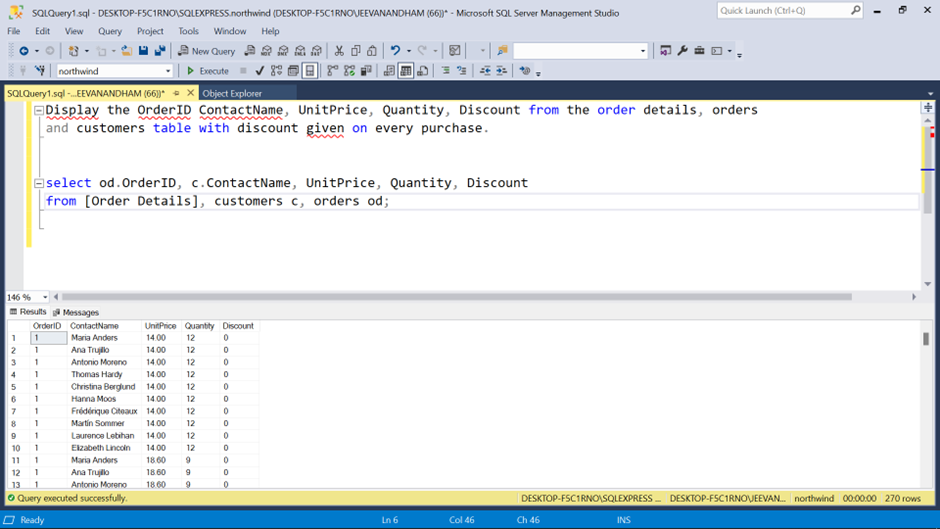 SQLQuery1.sql - DESKTOP-F5C1RNO\SQLEXPRESS.northwind (DESKTOP-F5C1RNO\JEEVANANDHAM (66))* - Microsoft SQL Server Management Studio
Quick Launch (Ctrl+Q)
File Edit View Query Project Tools Window Help
New Query
northwind Execute
SQLQuery1.sql -...EEVANANDHAM (66))* Object Explorer
Display the OrderID ContactName, UnitPrice, Quantity, Discount from the order details, orders
and customers table with discount given on every purchase.
select od.OrderID, c.ContactName, UnitPrice, Quantity, Discount
from [Order Details], customers c, orders od;
146 %
Results Messages
OrderID ContactName UnitPrice Quantity Discount
1 1 Maria Anders 14.00 12 0
2 1 Ana Trujillo 14.00 12 0
3 1 Antonio Moreno 14.00 12 0
4 1 Thomas Hardy 14.00 12 0
5 1 Christina Berglund 14.00 12 0
6 1 Hanna Moos 14.00 12 0
7 1 Frédérique Citeaux 14.00 12 0
8 1 Martín Sommer 14.00 12 0
9 1 Laurence Lebihan 14.00 12 0
10 1 Elizabeth Lincoln 14.00 12 0
11 1 Maria Anders 18.60 9 0
12 1 Ana Trujillo 18.60 9 0
13 1 Antonio Moreno 18.60 9 0
Query executed successfully. DESKTOP-F5C1RNO\SQLEXPRESS ... DESKTOP-F5C1RNO\JEEVAN... northwind 00:00:00 270 rows
Ready Ln 6 Col 46 Ch 46 INS